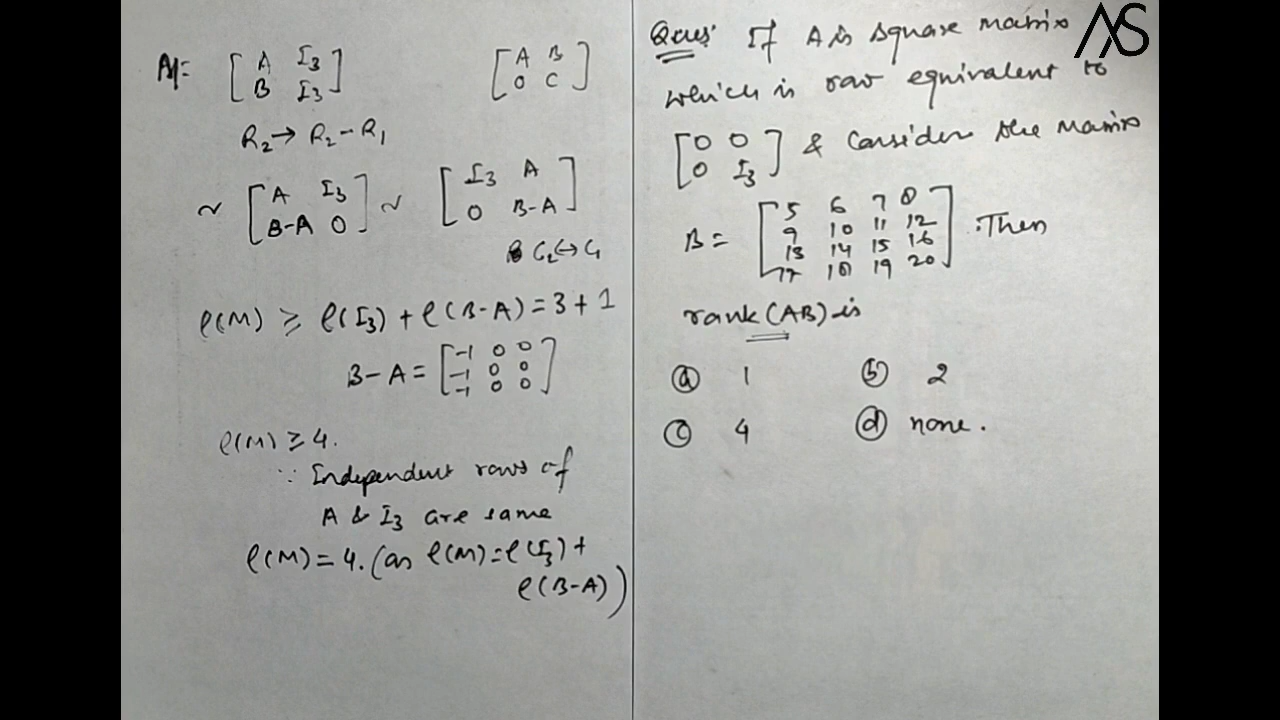 M = [A I₃
B I₃] [A B
0 C]
R₂→ R₂-R₁
~ [A I₃
B-A 0] ~ [I₃ A
0 B-A]
C₂↔C₁
ρ(M) ≥ ρ(I₃) + ρ(B-A) = 3+1
B-A = [-1 0 0
-1 0 0
-1 0 0]
ρ(M) ≥ 4.
∵ Independent rows of
A & I₃ are same
ρ(M) = 4. (as ρ(M) = ρ(I₃) +
ρ(B-A))
Ques: If A is square matrix
which is row equivalent to
[0 0
0 I₃] & Consider the Matrix
B = [5 6 7 8
9 10 11 12
13 14 15 16
17 18 19 20] . Then
rank(AB) is
(a) 1 (b) 2
(c) 4 (d) none.
AS